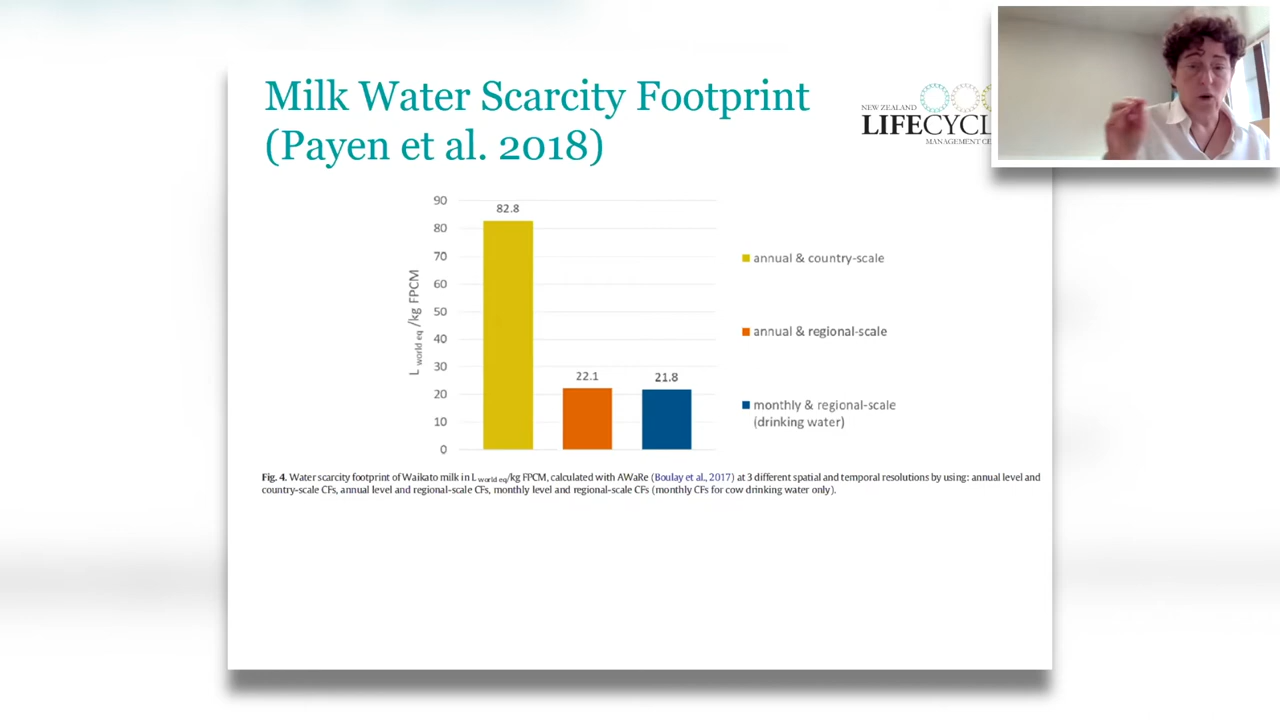 Milk Water Scarcity Footprint
(Payen et al. 2018)
NEW ZEALAND
LIFECYCL
MANAGEMENT CE
90
80
70
60
50
40
30
20
10
0
L world eq /kg FPCM
82.8
22.1
21.8
annual & country-scale
annual & regional-scale
monthly & regional-scale
(drinking water)
Fig. 4. Water scarcity footprint of Waikato milk in L world eq/kg FPCM, calculated with AWaRe (Boulay et al., 2017) at 3 different spatial and temporal resolutions by using: annual level and
country-scale CFs, annual level and regional-scale CFs, monthly level and regional-scale CFs (monthly CFs for cow drinking water only).